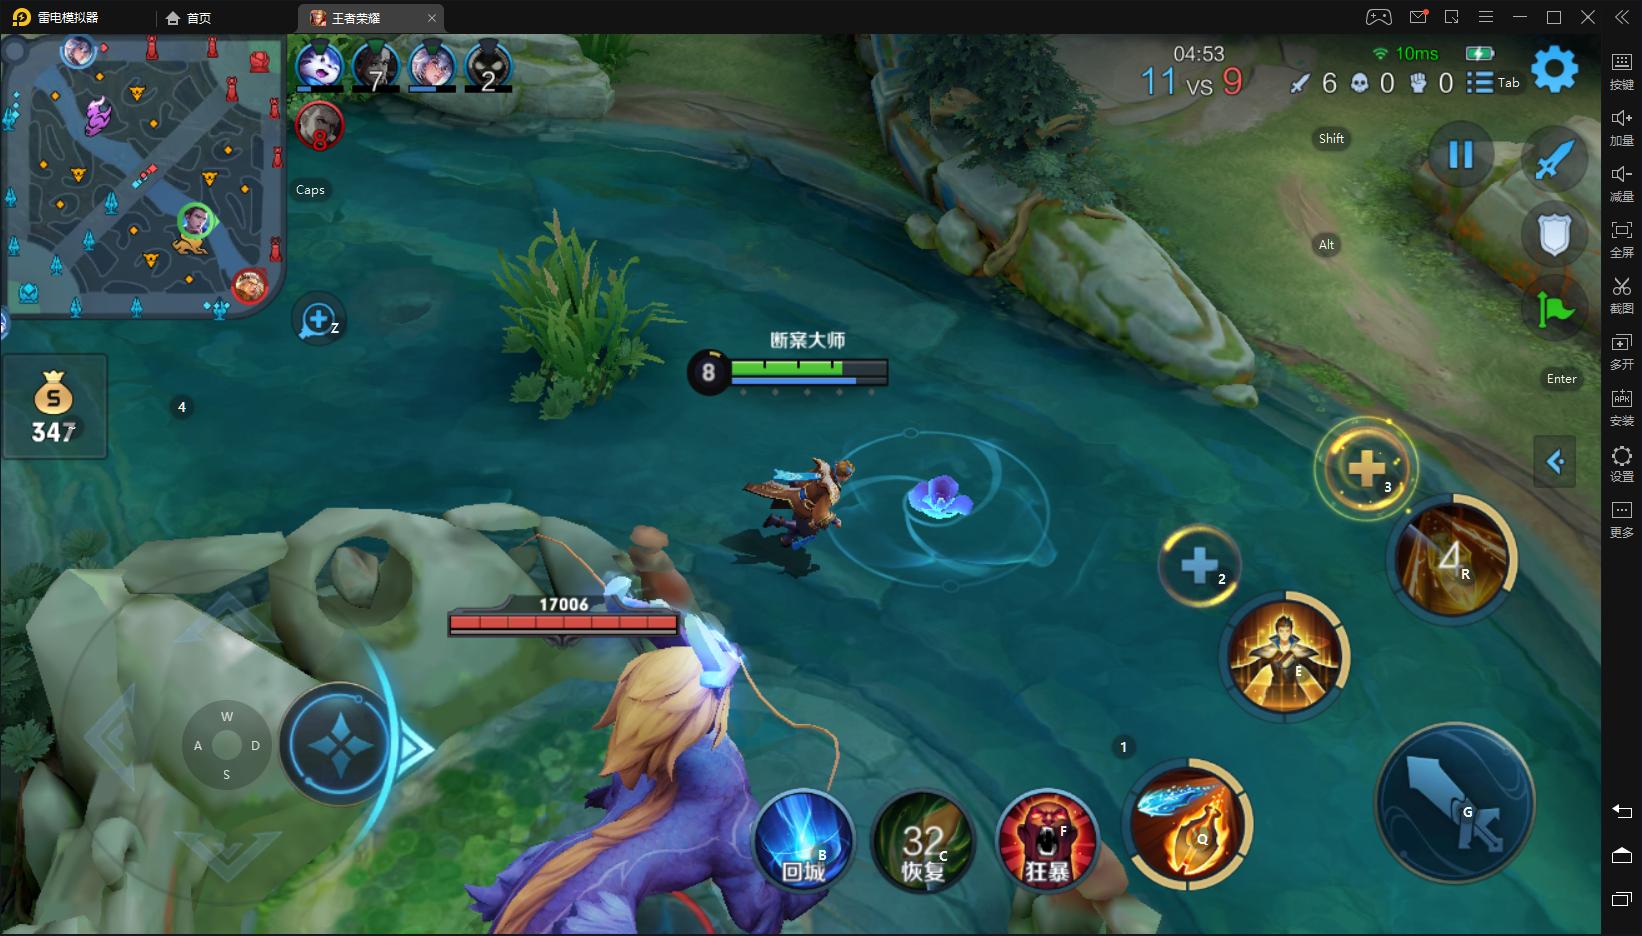 雷电模拟器
首页
王者荣耀
7
2
8
Caps
04:53
11 vs 9
10ms
6
0
0
Tab
Shift
Alt
Enter
Z
347
4
断案大师
8
17006
3
2
4
R
E
1
Q
G
W
A
D
S
B
回城
32
C
恢复
F
狂暴
按键
加量
减量
全屏
截图
多开
APK
安装
设置
更多